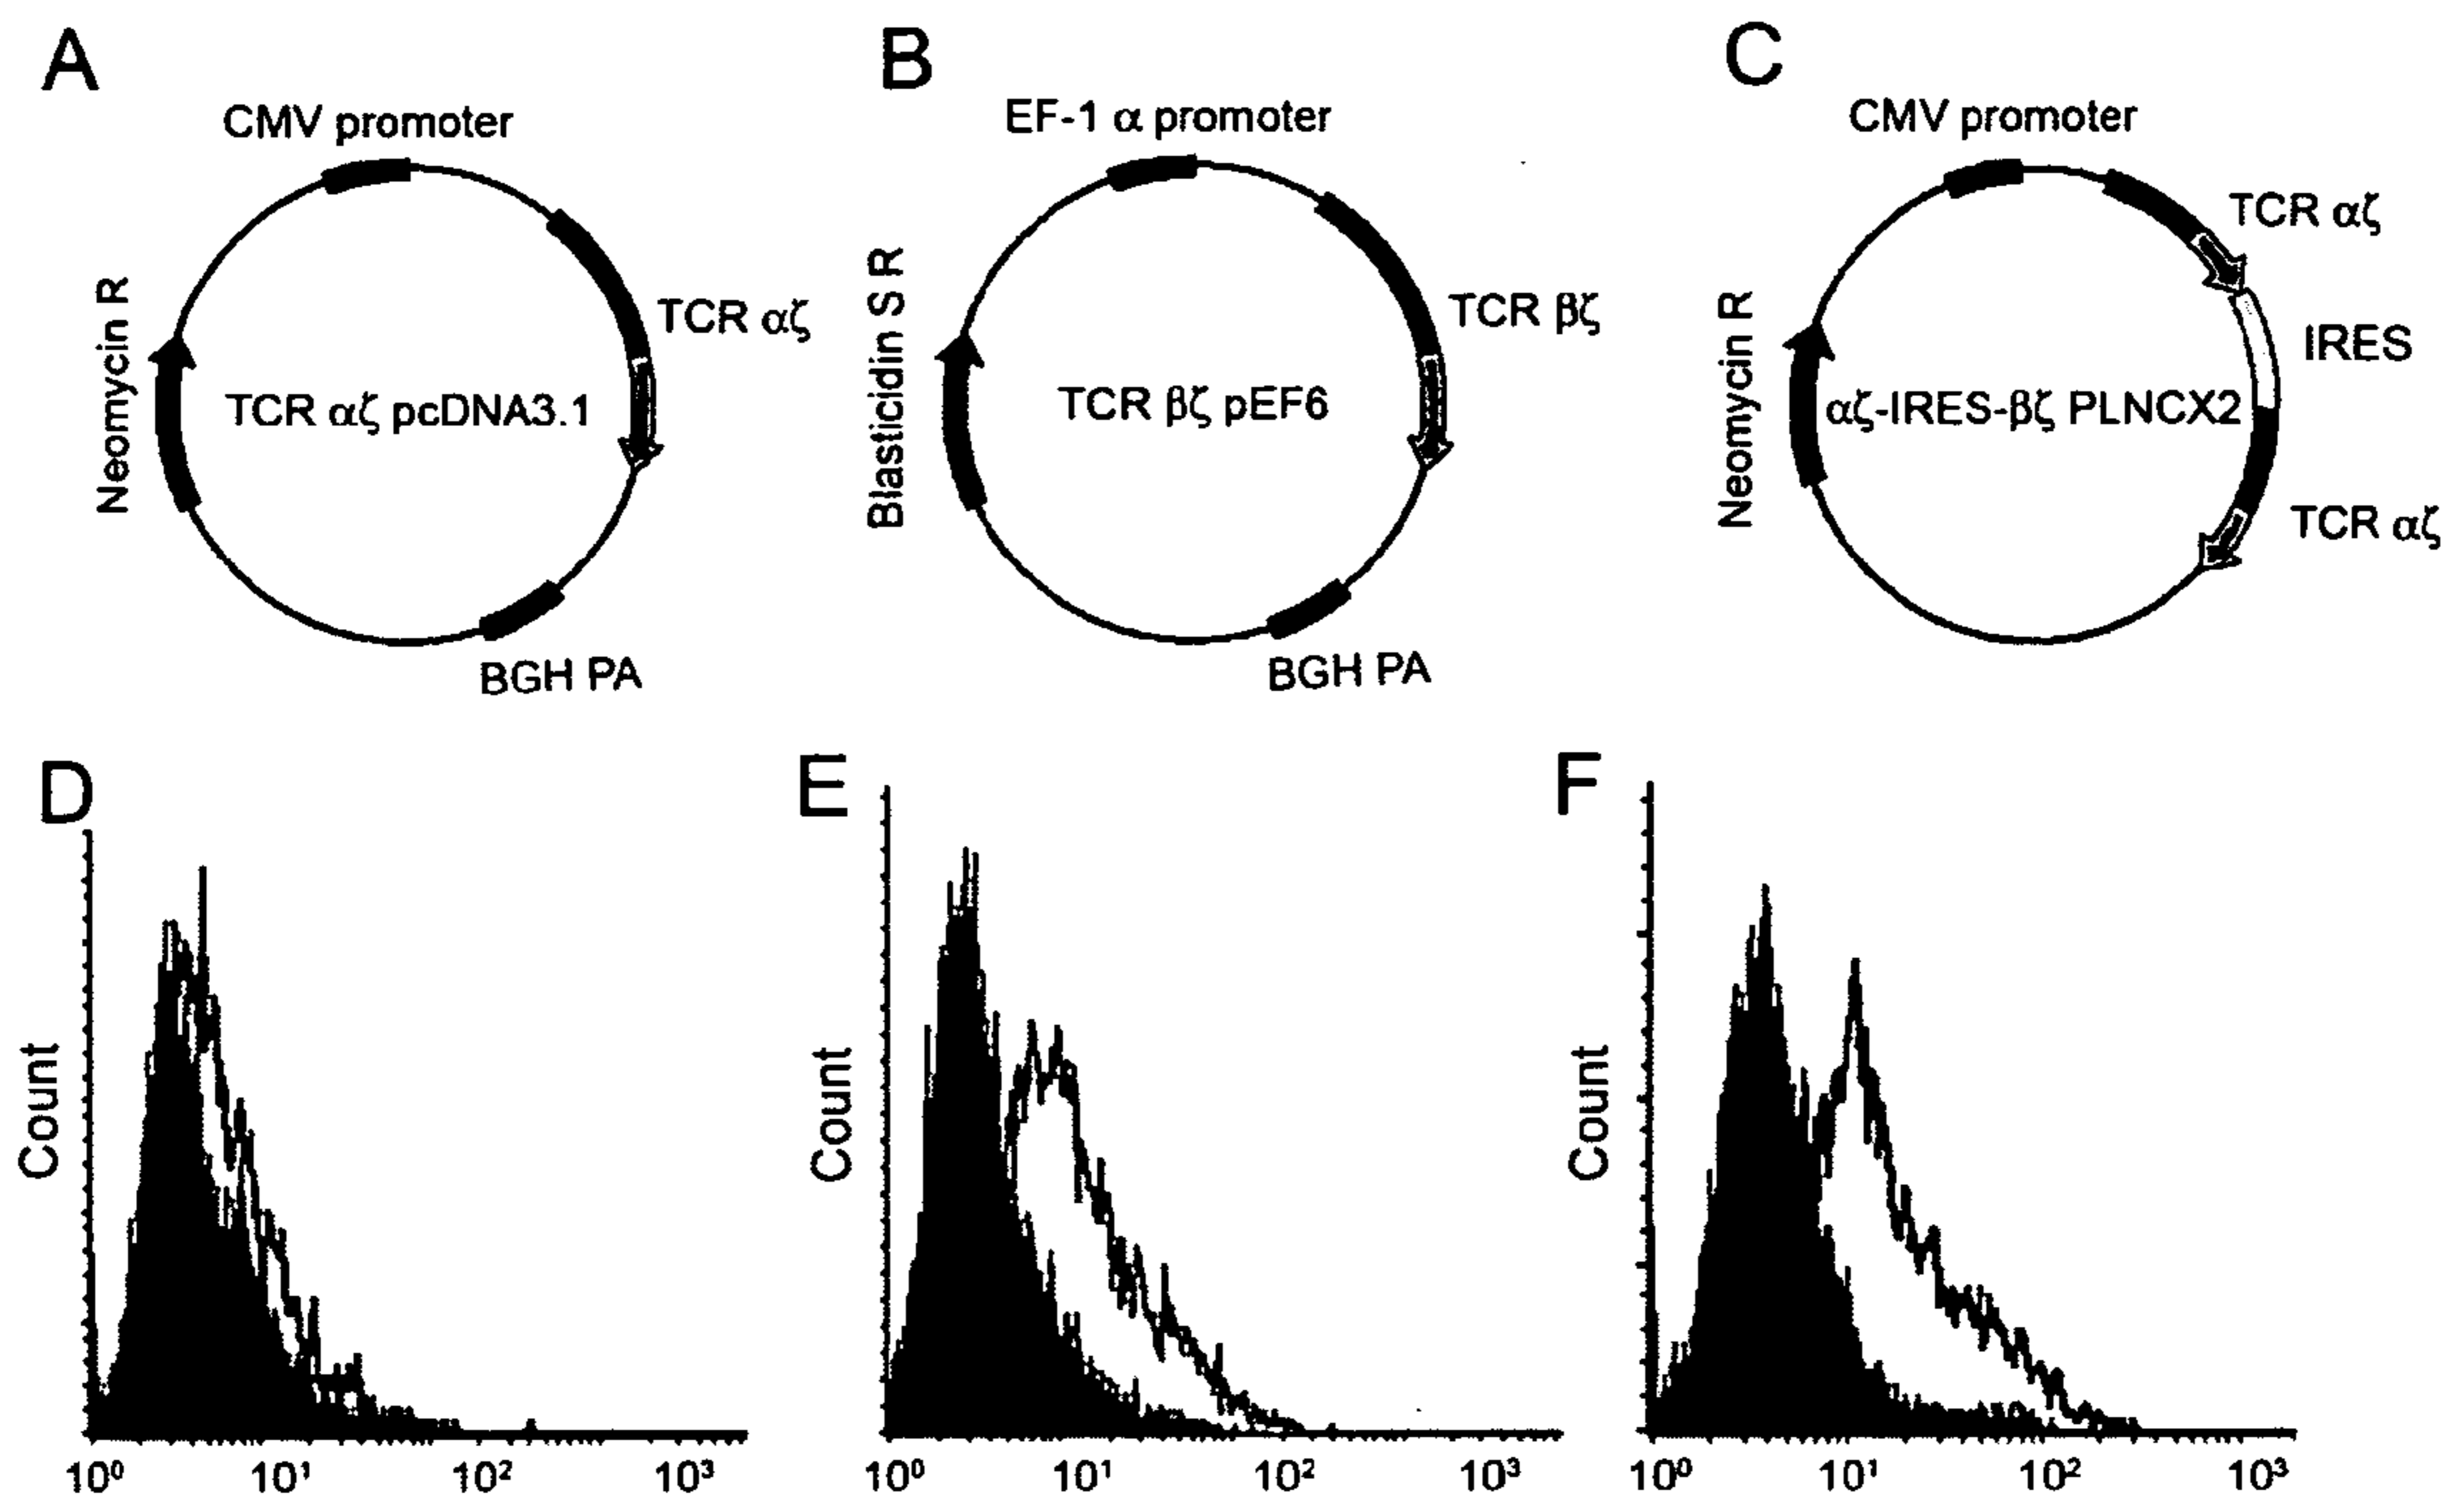 A
B
C
CMV promoter
EF-1 α promoter
CMV promoter
Neomycin R
TCR αζ
TCR αζ pcDNA3.1
BGH PA
Blasticidin S R
TCR βζ
TCR βζ pEF6
BGH PA
Neomycin R
TCR αζ
IRES
αζ-IRES-βζ PLNCX2
TCR αζ
D
E
F
Count
10⁰ 10¹ 10² 10³
Count
10⁰ 10¹ 10² 10³
Count
10⁰ 10¹ 10² 10³